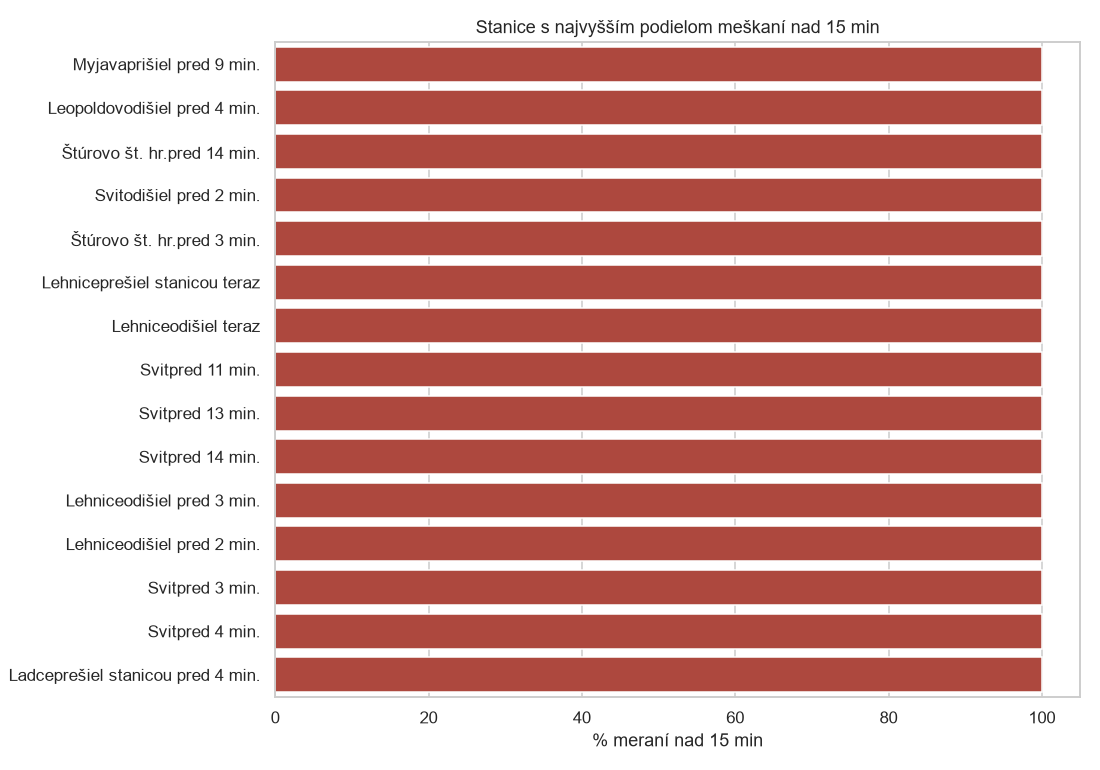 Stanice s najvyšším podielom meškaní nad 15 min
Myjavaprišiel pred 9 min.
Leopoldovodišiel pred 4 min.
Štúrovo št. hr.pred 14 min.
Svitodišiel pred 2 min.
Štúrovo št. hr.pred 3 min.
Lehniceprešiel stanicou teraz
Lehniceodišiel teraz
Svitpred 11 min.
Svitpred 13 min.
Svitpred 14 min.
Lehniceodišiel pred 3 min.
Lehniceodišiel pred 2 min.
Svitpred 3 min.
Svitpred 4 min.
Ladceprešiel stanicou pred 4 min.
0 20 40 60 80 100
% meraní nad 15 min